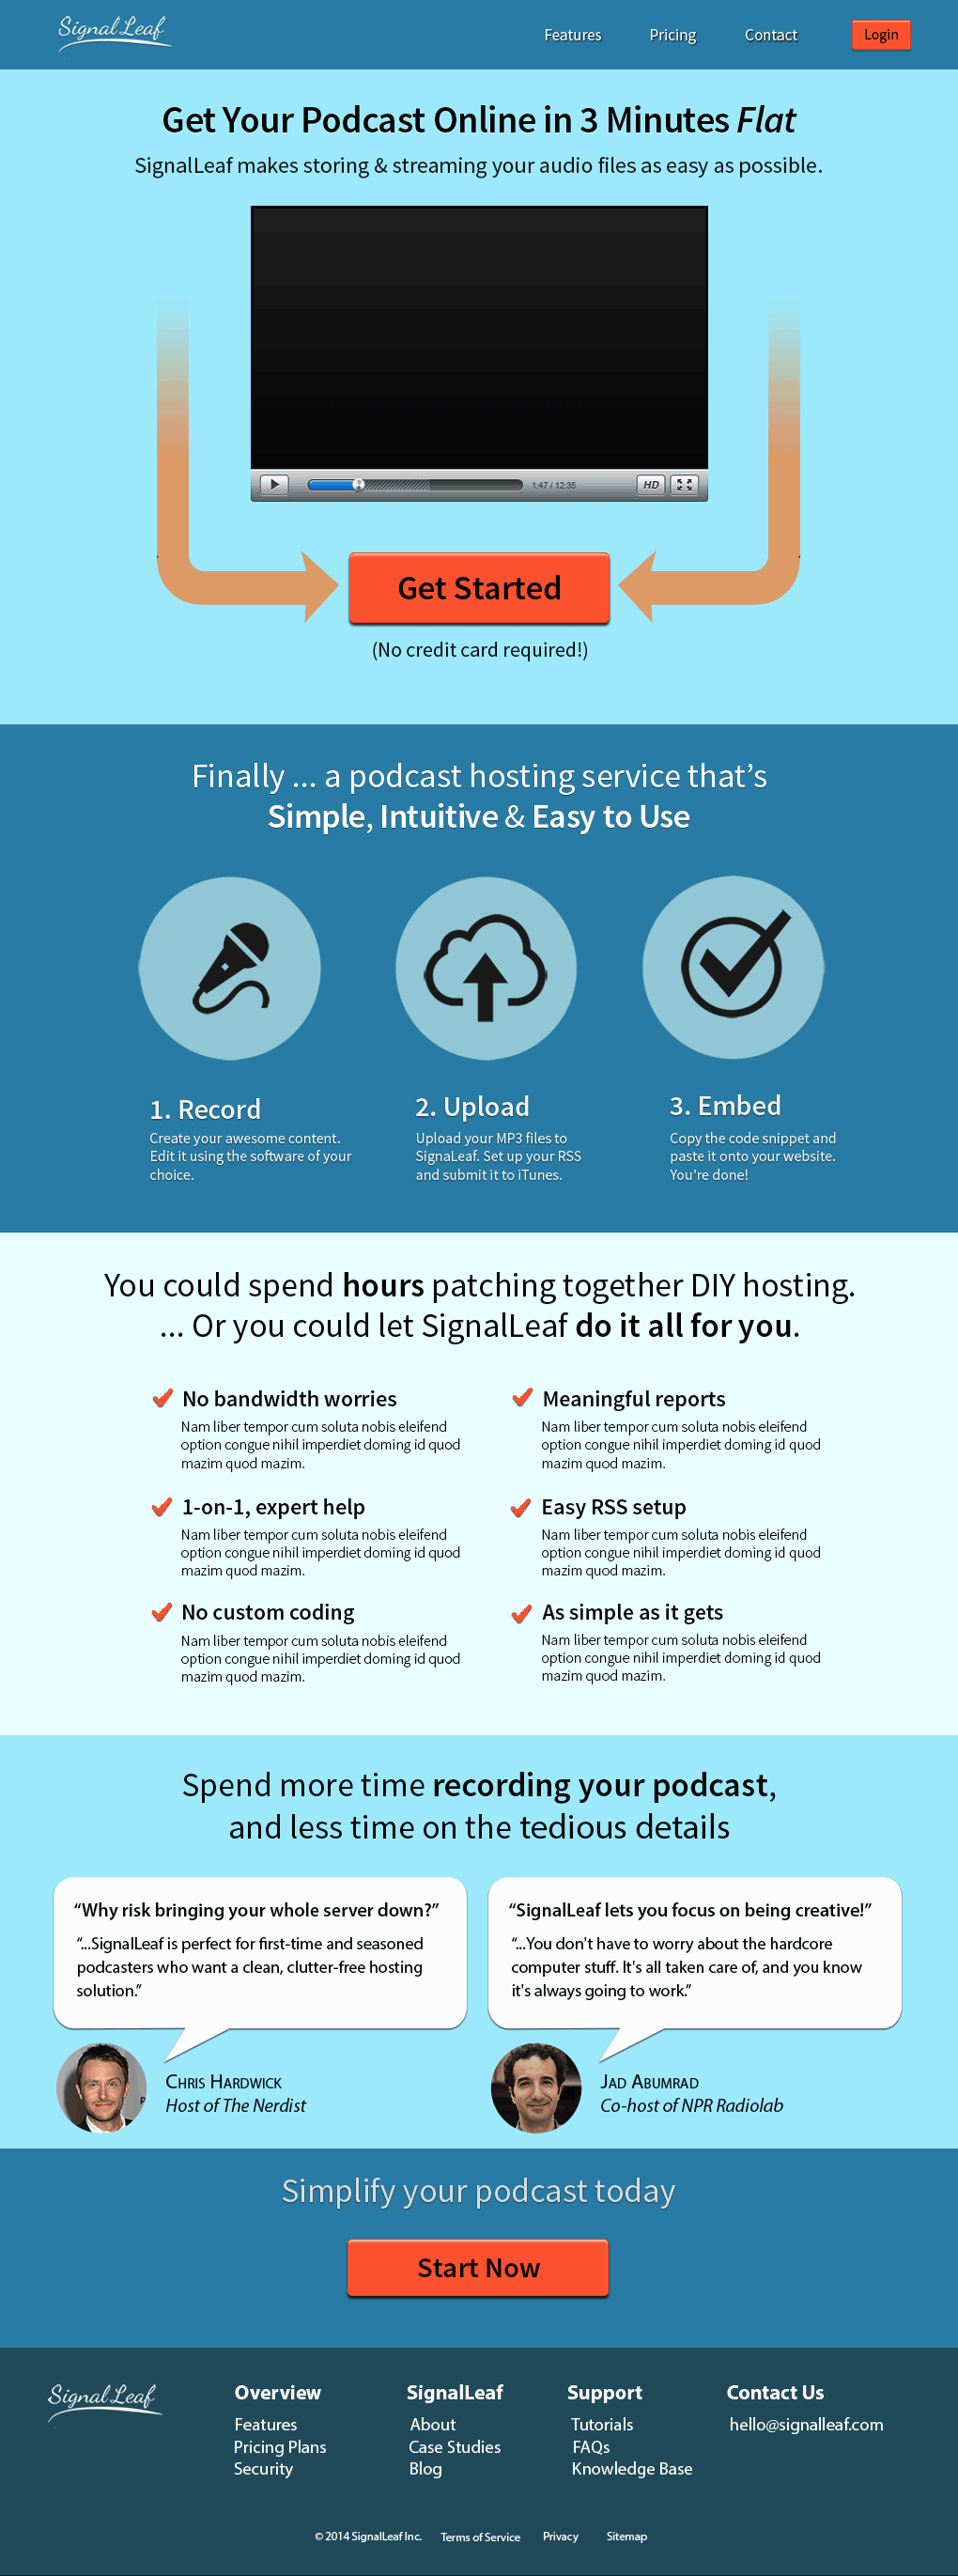 Signal Leaf
Features Pricing Contact Login
Get Your Podcast Online in 3 Minutes Flat
SignalLeaf makes storing & streaming your audio files as easy as possible.
1:47 / 12:35 HD
Get Started
(No credit card required!)
Finally ... a podcast hosting service that’s
Simple, Intuitive & Easy to Use
1. Record
Create your awesome content.
Edit it using the software of your
choice.
2. Upload
Upload your MP3 files to
SignaLeaf. Set up your RSS
and submit it to iTunes.
3. Embed
Copy the code snippet and
paste it onto your website.
You’re done!
You could spend hours patching together DIY hosting.
... Or you could let SignalLeaf do it all for you.
No bandwidth worries
Nam liber tempor cum soluta nobis eleifend
option congue nihil imperdiet doming id quod
mazim quod mazim.
Meaningful reports
Nam liber tempor cum soluta nobis eleifend
option congue nihil imperdiet doming id quod
mazim quod mazim.
1-on-1, expert help
Nam liber tempor cum soluta nobis eleifend
option congue nihil imperdiet doming id quod
mazim quod mazim.
Easy RSS setup
Nam liber tempor cum soluta nobis eleifend
option congue nihil imperdiet doming id quod
mazim quod mazim.
No custom coding
Nam liber tempor cum soluta nobis eleifend
option congue nihil imperdiet doming id quod
mazim quod mazim.
As simple as it gets
Nam liber tempor cum soluta nobis eleifend
option congue nihil imperdiet doming id quod
mazim quod mazim.
Spend more time recording your podcast,
and less time on the tedious details
“Why risk bringing your whole server down?”
“...SignalLeaf is perfect for first-time and seasoned
podcasters who want a clean, clutter-free hosting
solution.”
Chris Hardwick
Host of The Nerdist
“SignalLeaf lets you focus on being creative!”
“...You don't have to worry about the hardcore
computer stuff. It's all taken care of, and you know
it's always going to work.”
Jad Abumrad
Co-host of NPR Radiolab
Simplify your podcast today
Start Now
Signal Leaf
Overview
Features
Pricing Plans
Security
SignalLeaf
About
Case Studies
Blog
Support
Tutorials
FAQs
Knowledge Base
Contact Us
hello@signalleaf.com
© 2014 SignalLeaf Inc. Terms of Service Privacy Sitemap